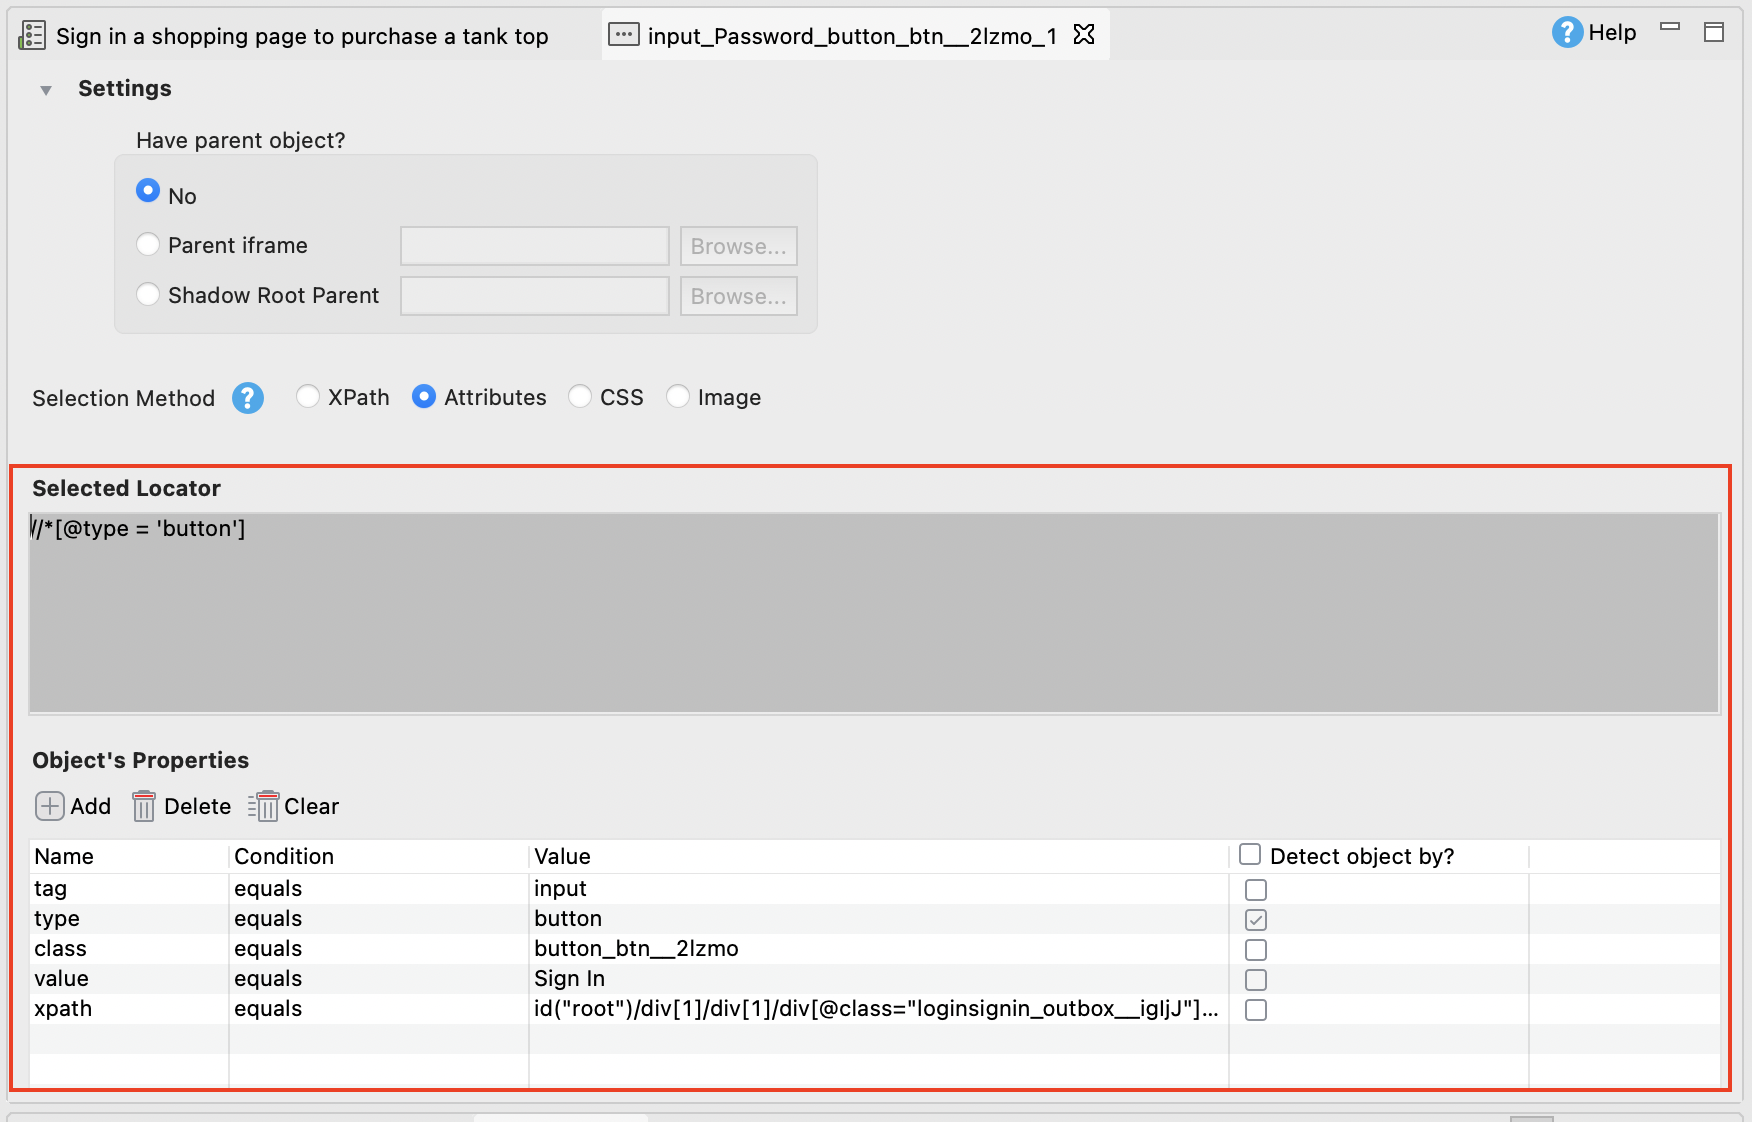 Sign in a shopping page to purchase a tank top
input_Password_button_btn__2lzmo_1
Help
Settings
Have parent object?
No
Parent iframe
Browse...
Shadow Root Parent
Browse...
Selection Method
XPath
Attributes
CSS
Image
Selected Locator
//*[@type = 'button']
Object's Properties
Add
Delete
Clear
Name Condition Value Detect object by?
tag equals input
type equals button
class equals button_btn__2lzmo
value equals Sign In
xpath equals id("root")/div[1]/div[1]/div[@class="loginsignin_outbox__igIjJ"]...